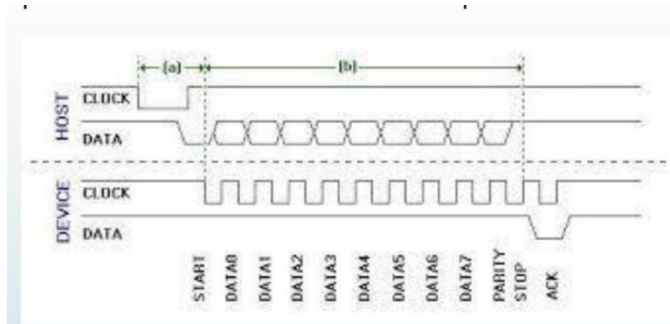 (a) (b)
HOST
CLOCK
DATA
DEVICE
CLOCK
DATA
START DATA0 DATA1 DATA2 DATA3 DATA4 DATA5 DATA6 DATA7 PARITY STOP ACK